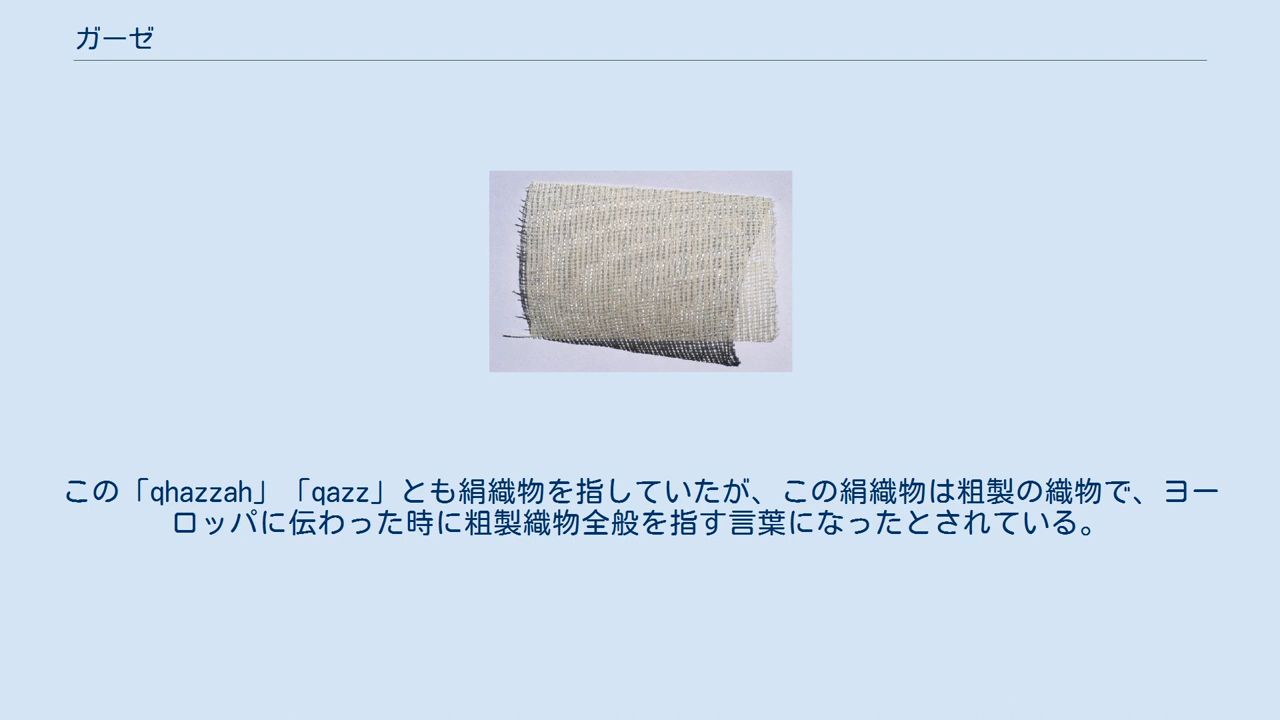 ガーゼ
この「qhazzah」「qazz」とも絹織物を指していたが、この絹織物は粗製の織物で、ヨー
ロッパに伝わった時に粗製織物全般を指す言葉になったとされている。